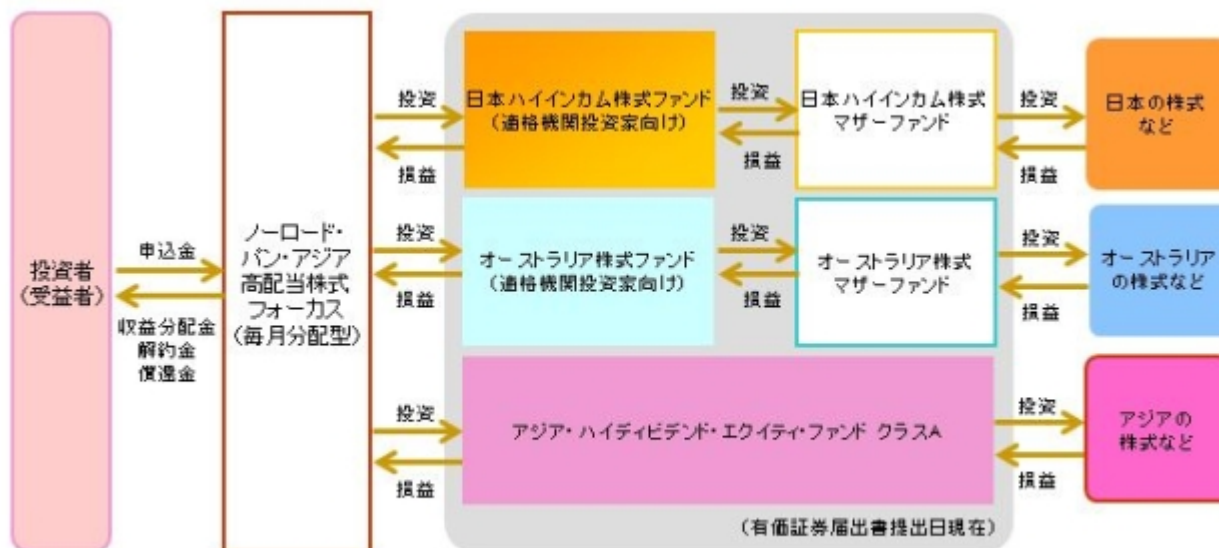 投資者
(受益者)
申込金
収益分配金
解約金
償還金
ノーロード・
パン・アジア
高配当株式
フォーカス
(毎月分配型)
投資
損益
日本ハイインカム株式ファンド
(適格機関投資家向け)
投資
損益
日本ハイインカム株式
マザーファンド
投資
損益
日本の株式
など
投資
損益
オーストラリア株式ファンド
(適格機関投資家向け)
投資
損益
オーストラリア株式
マザーファンド
投資
損益
オーストラリア
の株式など
投資
損益
アジア・ハイディビデンド・エクイティ・ファンド クラスA
投資
損益
アジアの
株式など
(有価証券届出書提出日現在)